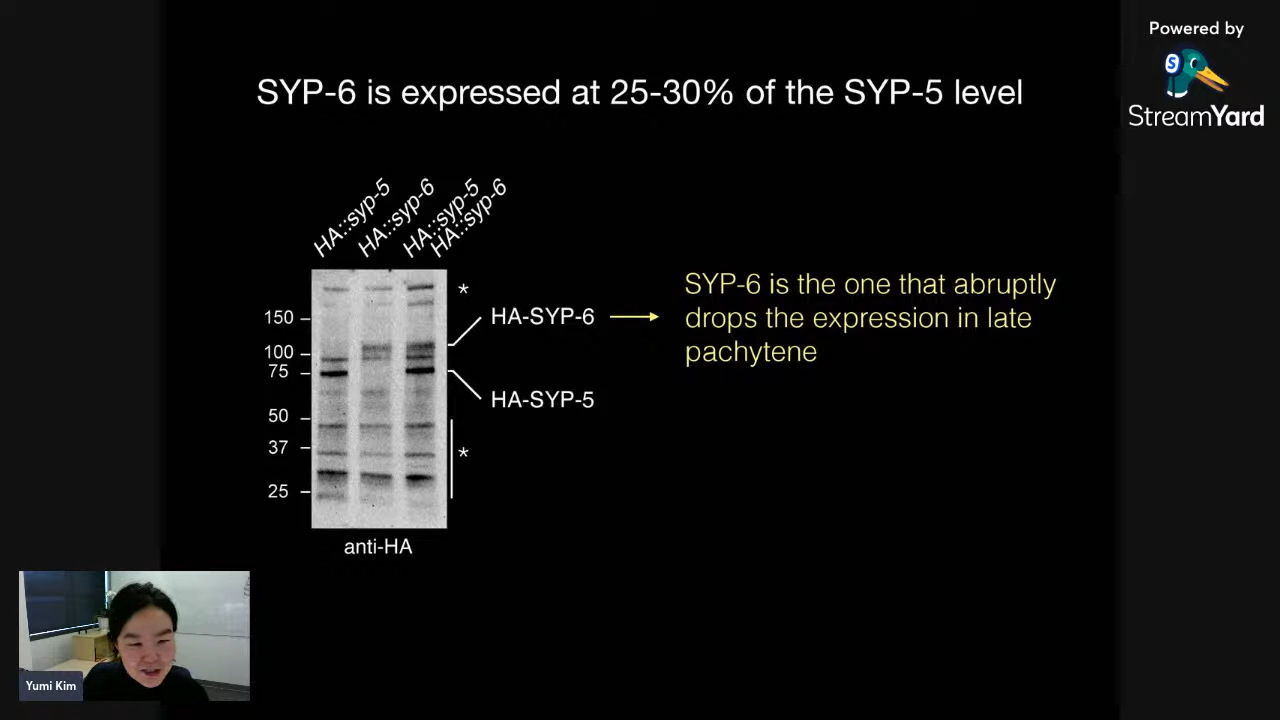 Powered by
StreamYard
SYP-6 is expressed at 25-30% of the SYP-5 level
HA::syp-5
HA::syp-6
HA::syp-5
HA::syp-6
*
150
100
75
50
37
25
HA-SYP-6
HA-SYP-5
*
SYP-6 is the one that abruptly
drops the expression in late
pachytene
anti-HA
Yumi Kim